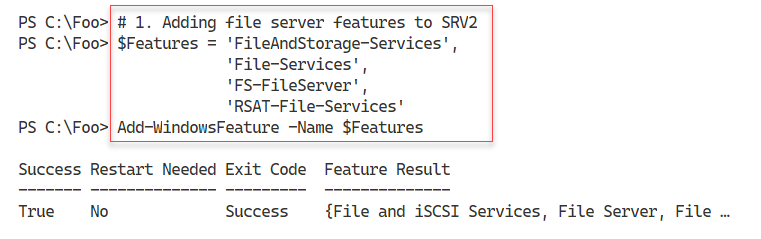 PS C:\Foo> # 1. Adding file server features to SRV2
PS C:\Foo> $Features = 'FileAndStorage-Services',
                       'File-Services',
                       'FS-FileServer',
                       'RSAT-File-Services'
PS C:\Foo> Add-WindowsFeature -Name $Features

Success Restart Needed Exit Code  Feature Result
------- -------------- ---------  --------------
True    No             Success    {File and iSCSI Services, File Server, File …